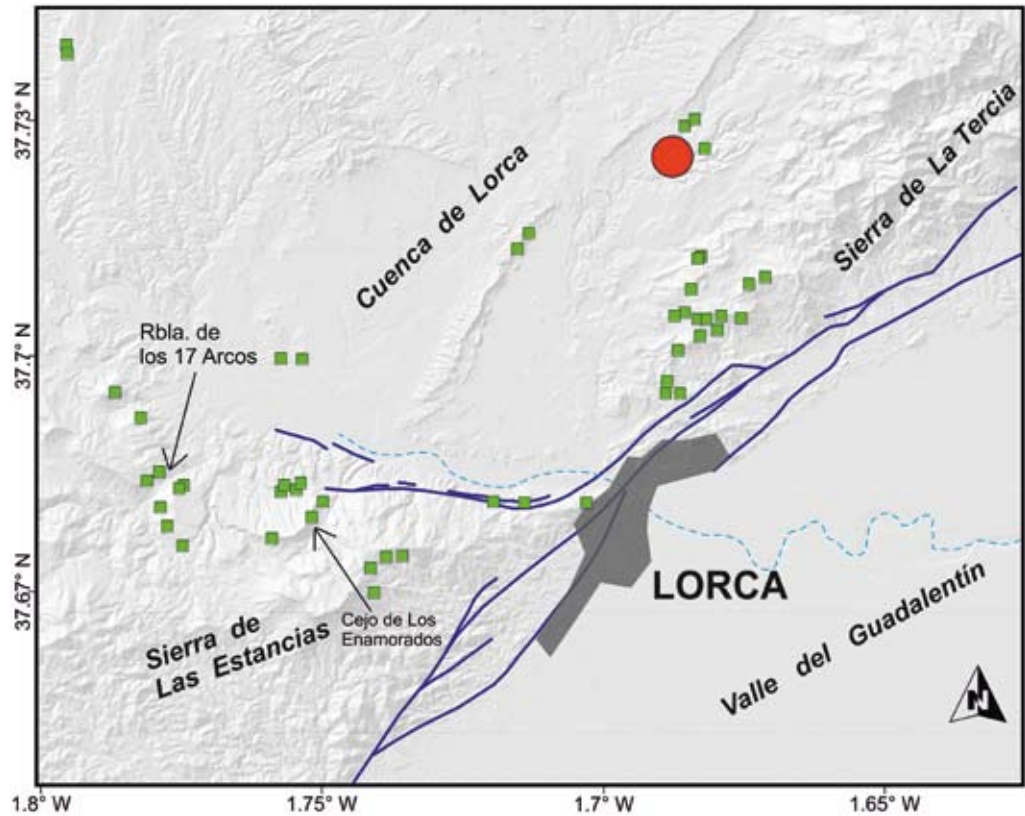 37.73° N
Sierra de La Tercia
Cuenca de Lorca
Rbla. de
los 17 Arcos
37.7° N
37.67° N
LORCA
Cejo de Los
Enamorados
Sierra de
Las Estancias
Valle del Guadalentín
N
1.8° W
1.75° W
1.7° W
1.65° W